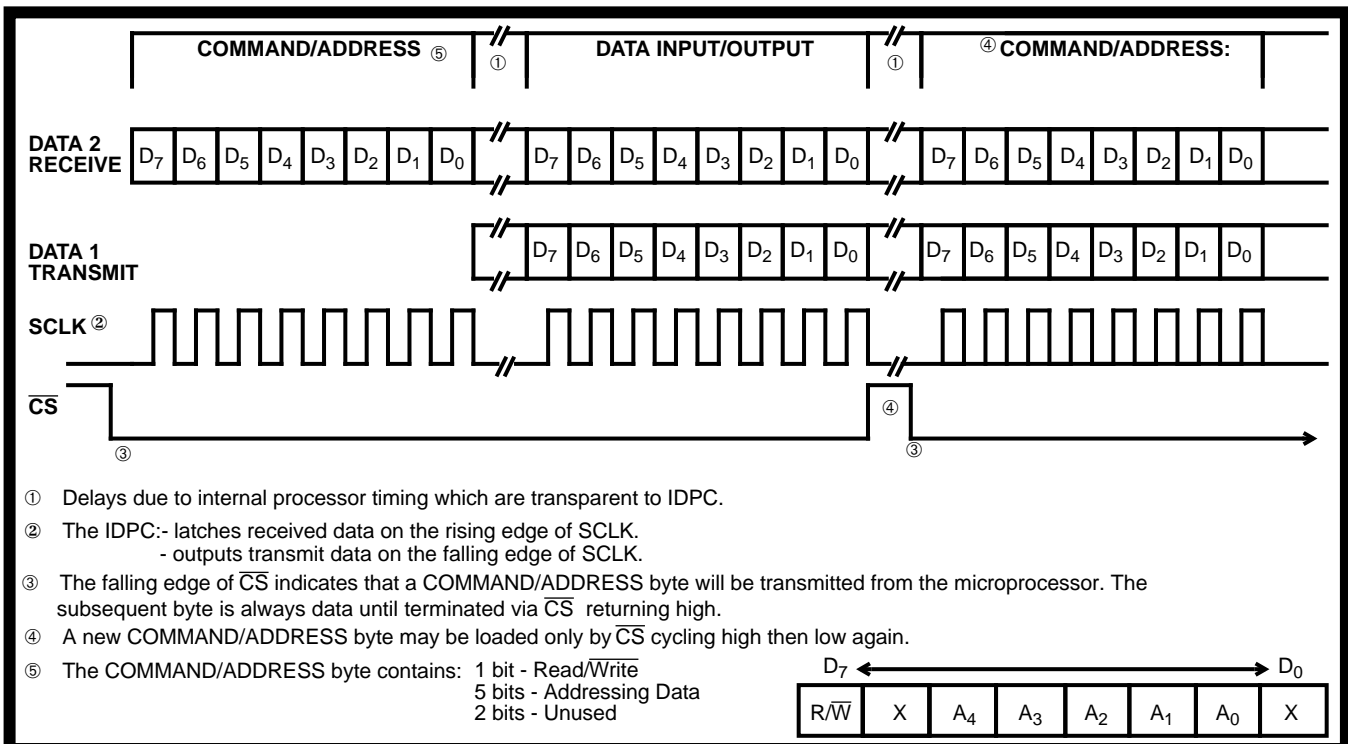 COMMAND/ADDRESS ⑤ ① DATA INPUT/OUTPUT ① ④ COMMAND/ADDRESS:
DATA 2
RECEIVE D₇ D₆ D₅ D₄ D₃ D₂ D₁ D₀ D₇ D₆ D₅ D₄ D₃ D₂ D₁ D₀ D₇ D₆ D₅ D₄ D₃ D₂ D₁ D₀
DATA 1
TRANSMIT D₇ D₆ D₅ D₄ D₃ D₂ D₁ D₀ D₇ D₆ D₅ D₄ D₃ D₂ D₁ D₀
SCLK ②
C̅S̅ ④
③ ③
① Delays due to internal processor timing which are transparent to IDPC.
② The IDPC:- latches received data on the rising edge of SCLK.
- outputs transmit data on the falling edge of SCLK.
③ The falling edge of C̅S̅ indicates that a COMMAND/ADDRESS byte will be transmitted from the microprocessor. The
subsequent byte is always data until terminated via C̅S̅ returning high.
④ A new COMMAND/ADDRESS byte may be loaded only by C̅S̅ cycling high then low again.
⑤ The COMMAND/ADDRESS byte contains: 1 bit - Read/W̅r̅i̅t̅e̅
5 bits - Addressing Data
2 bits - Unused
D₇ D₀
R/W̅ X A₄ A₃ A₂ A₁ A₀ X